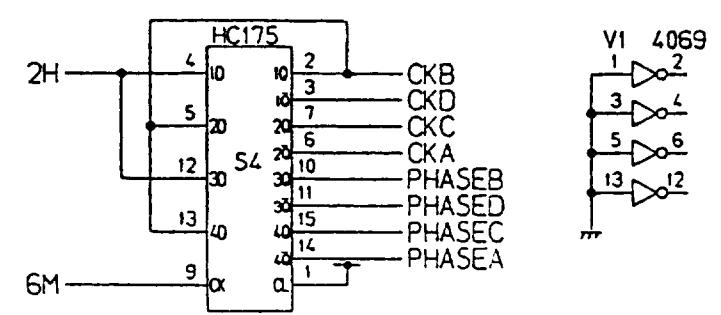 HC175
V1 4069
2H 4 1D 1Q 2 CKB
1Q̅ 3 CKD
5 2D 2Q 7 CKC
S4 2Q̅ 6 CKA
12 3D 3Q 10 PHASEB
3Q̅ 11 PHASED
13 4D 4Q 15 PHASEC
4Q̅ 14 PHASEA
6M 9 CK CL 1
1 2
3 4
5 6
13 12